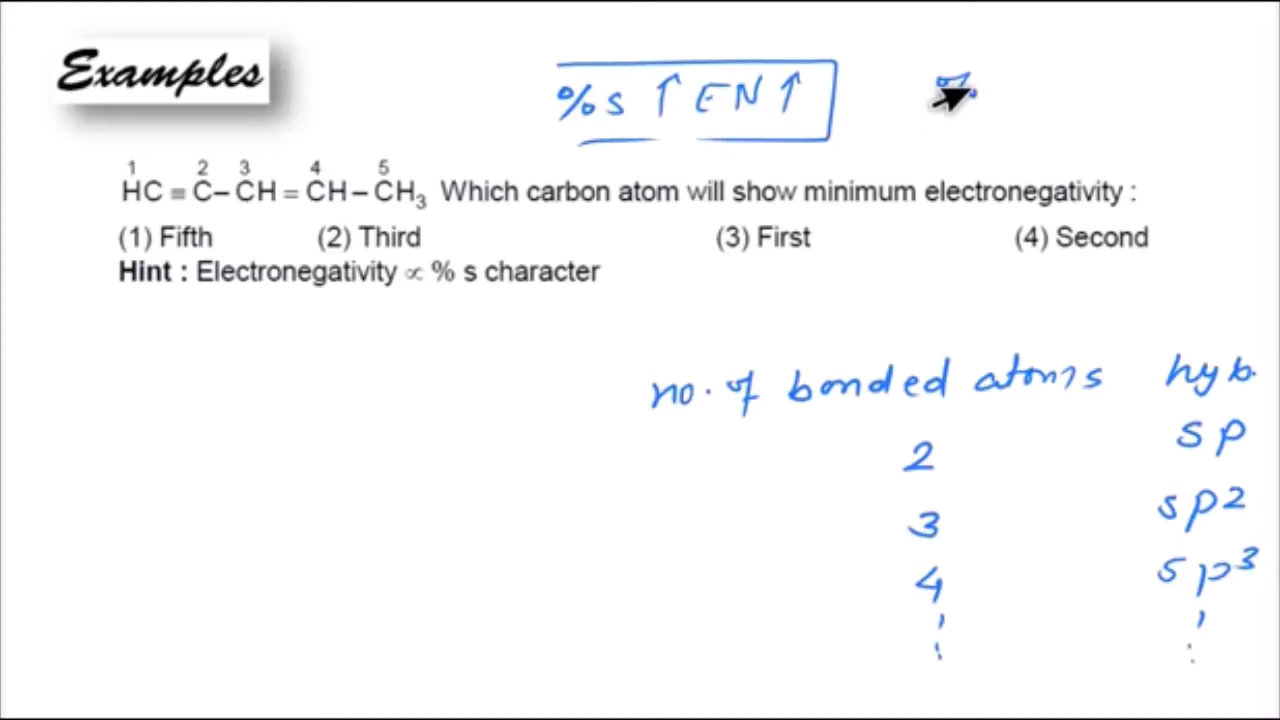 Examples
%s ↑ EN ↑
%
1 2 3 4 5
HC ≡ C – CH = CH – CH₃ Which carbon atom will show minimum electronegativity :
(1) Fifth (2) Third (3) First (4) Second
Hint : Electronegativity ∝ % s character
no. of bonded atoms hyb.
2 sp
3 sp2
4 sp³